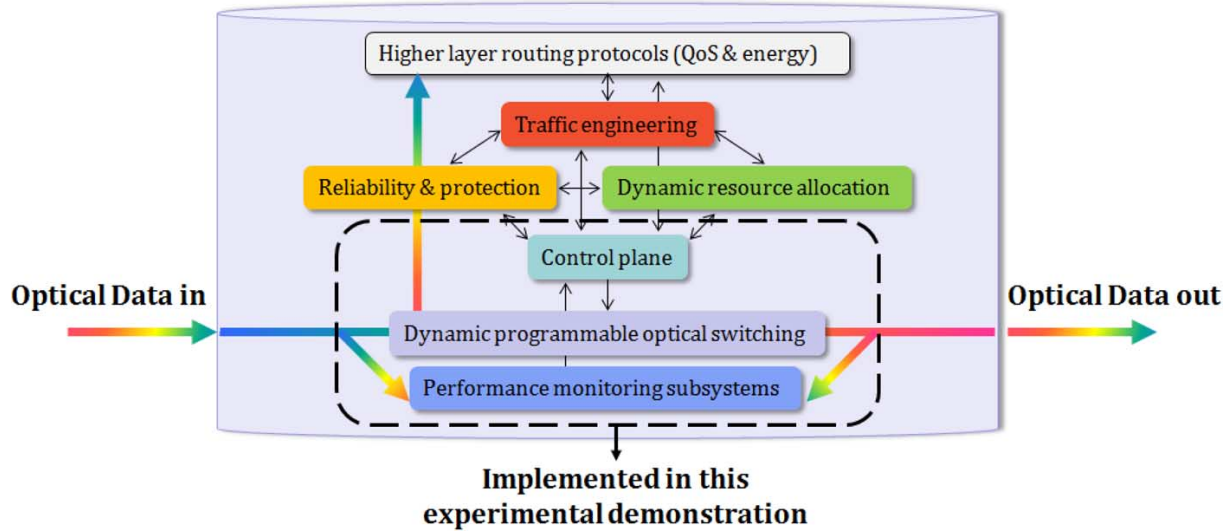 Higher layer routing protocols (QoS & energy)
Traffic engineering
Reliability & protection
Dynamic resource allocation
Control plane
Optical Data in
Optical Data out
Dynamic programmable optical switching
Performance monitoring subsystems
Implemented in this
experimental demonstration